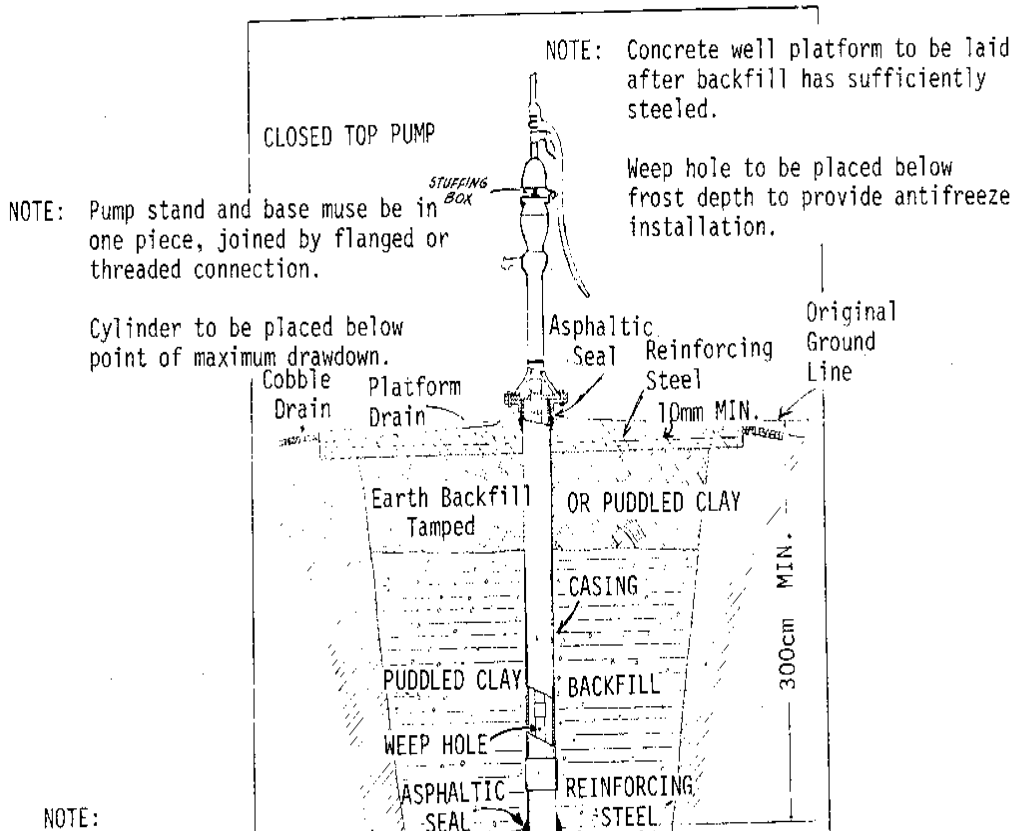 NOTE: Concrete well platform to be laid
after backfill has sufficiently
steeled.
CLOSED TOP PUMP
Weep hole to be placed below
frost depth to provide antifreeze
installation.
STUFFING
BOX
NOTE: Pump stand and base muse be in
one piece, joined by flanged or
threaded connection.
Cylinder to be placed below
point of maximum drawdown.
Asphaltic
Seal
Reinforcing
Steel
10mm MIN.
Original
Ground
Line
Cobble
Drain
Platform
Drain
Earth Backfill
Tamped
OR PUDDLED CLAY
CASING
300cm MIN.
PUDDLED CLAY
BACKFILL
WEEP HOLE
ASPHALTIC
SEAL
REINFORCING
STEEL
NOTE: